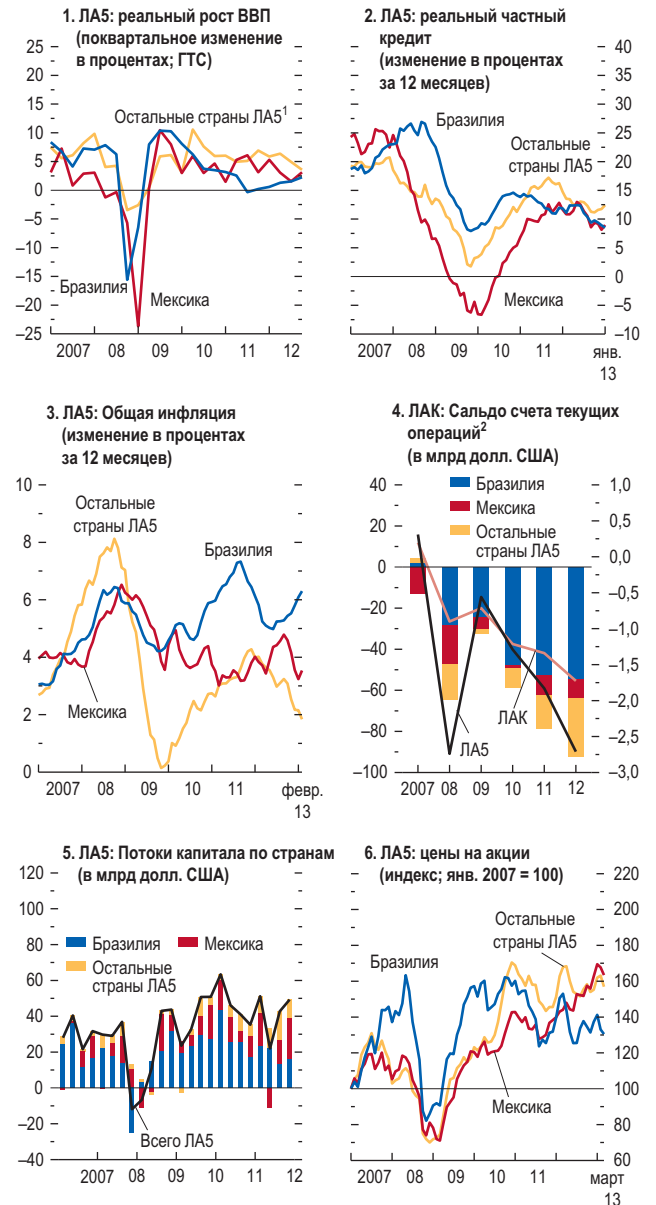 1. ЛА5: реальный рост ВВП
(поквартальное изменение
в процентах; ГТС)
25
20
15
10
5
0
–5
–10
–15
–20
–25
Остальные страны ЛА5¹
Бразилия
Мексика
2007 08 09 10 11 12
2. ЛА5: реальный частный
кредит
(изменение в процентах
за 12 месяцев)
40
35
30
25
20
15
10
5
0
–5
–10
Бразилия
Остальные
страны ЛА5
Мексика
2007 08 09 10 11 12 янв.
13
3. ЛА5: Общая инфляция
(изменение в процентах
за 12 месяцев)
10
8
6
4
2
0
Остальные
страны ЛА5
Бразилия
Мексика
2007 08 09 10 11 февр.
13
4. ЛАК: Сальдо счета текущих
операций²
(в млрд долл. США)
40
20
0
–20
–40
–60
–80
–100
Бразилия
Мексика
Остальные
страны ЛА5
1,0
0,5
0,0
–0,5
–1,0
–1,5
–2,0
–2,5
–3,0
ЛА5
ЛАК
2007 08 09 10 11 12
5. ЛА5: Потоки капитала по странам
(в млрд долл. США)
120
100
80
60
40
20
0
–20
–40
Бразилия
Мексика
Остальные
страны ЛА5
Всего ЛА5
2007 08 09 10 11 12
6. ЛА5: цены на акции
(индекс; янв. 2007 = 100)
220
200
180
160
140
120
100
80
60
Остальные
страны ЛА5
Бразилия
Мексика
2007 08 09 10 11 март
13